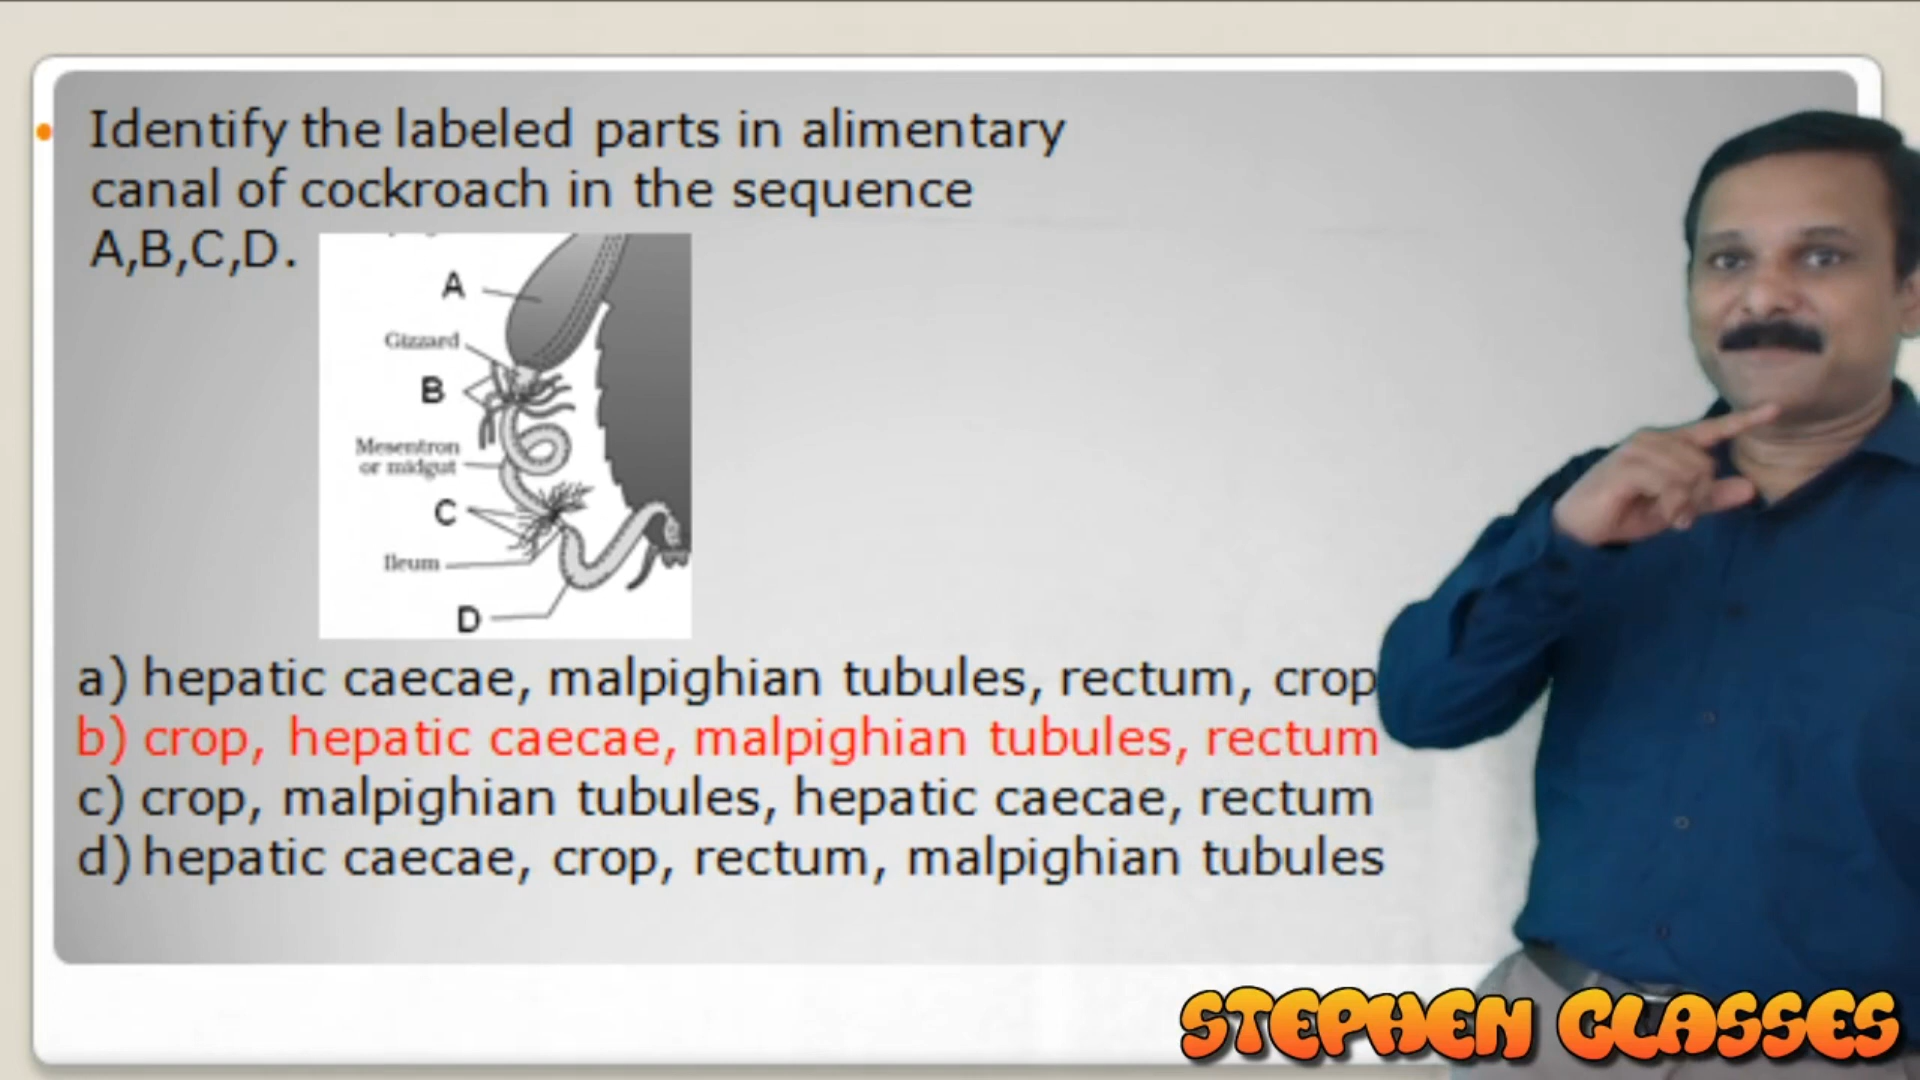 Identify the labeled parts in alimentary
canal of cockroach in the sequence
A,B,C,D.
A
Gizzard
B
Mesentron
or midgut
C
Ileum
D
a) hepatic caecae, malpighian tubules, rectum, crop
b) crop, hepatic caecae, malpighian tubules, rectum
c) crop, malpighian tubules, hepatic caecae, rectum
d) hepatic caecae, crop, rectum, malpighian tubules
STEPHEN CLASSES